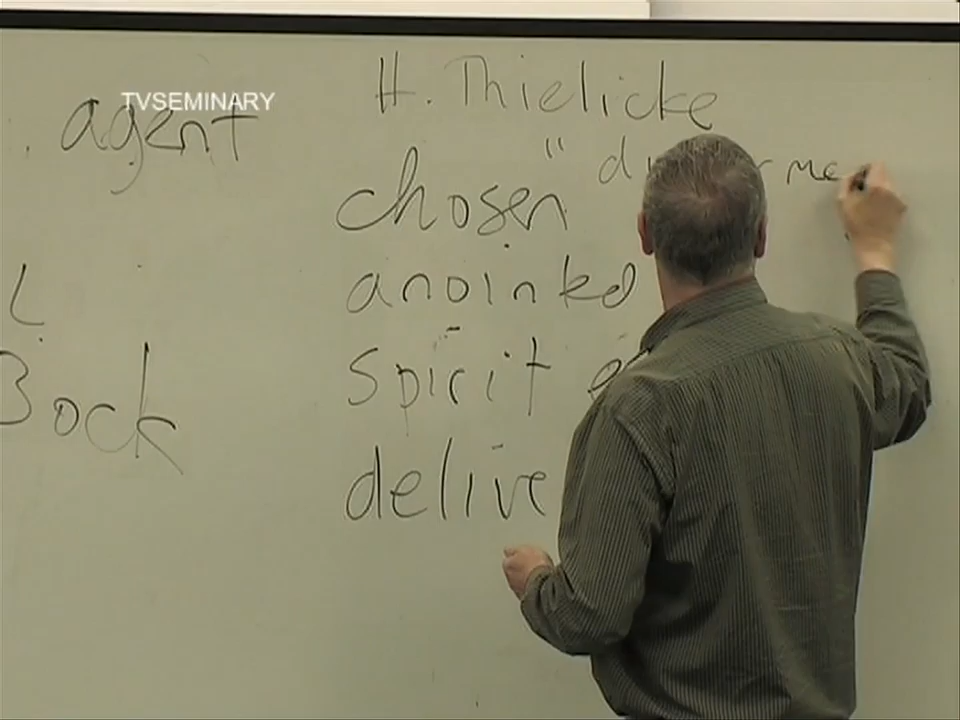 H. Thielicke
TVSEMINARY
agent
chosen
anointed
spirit
L
Bock
delive